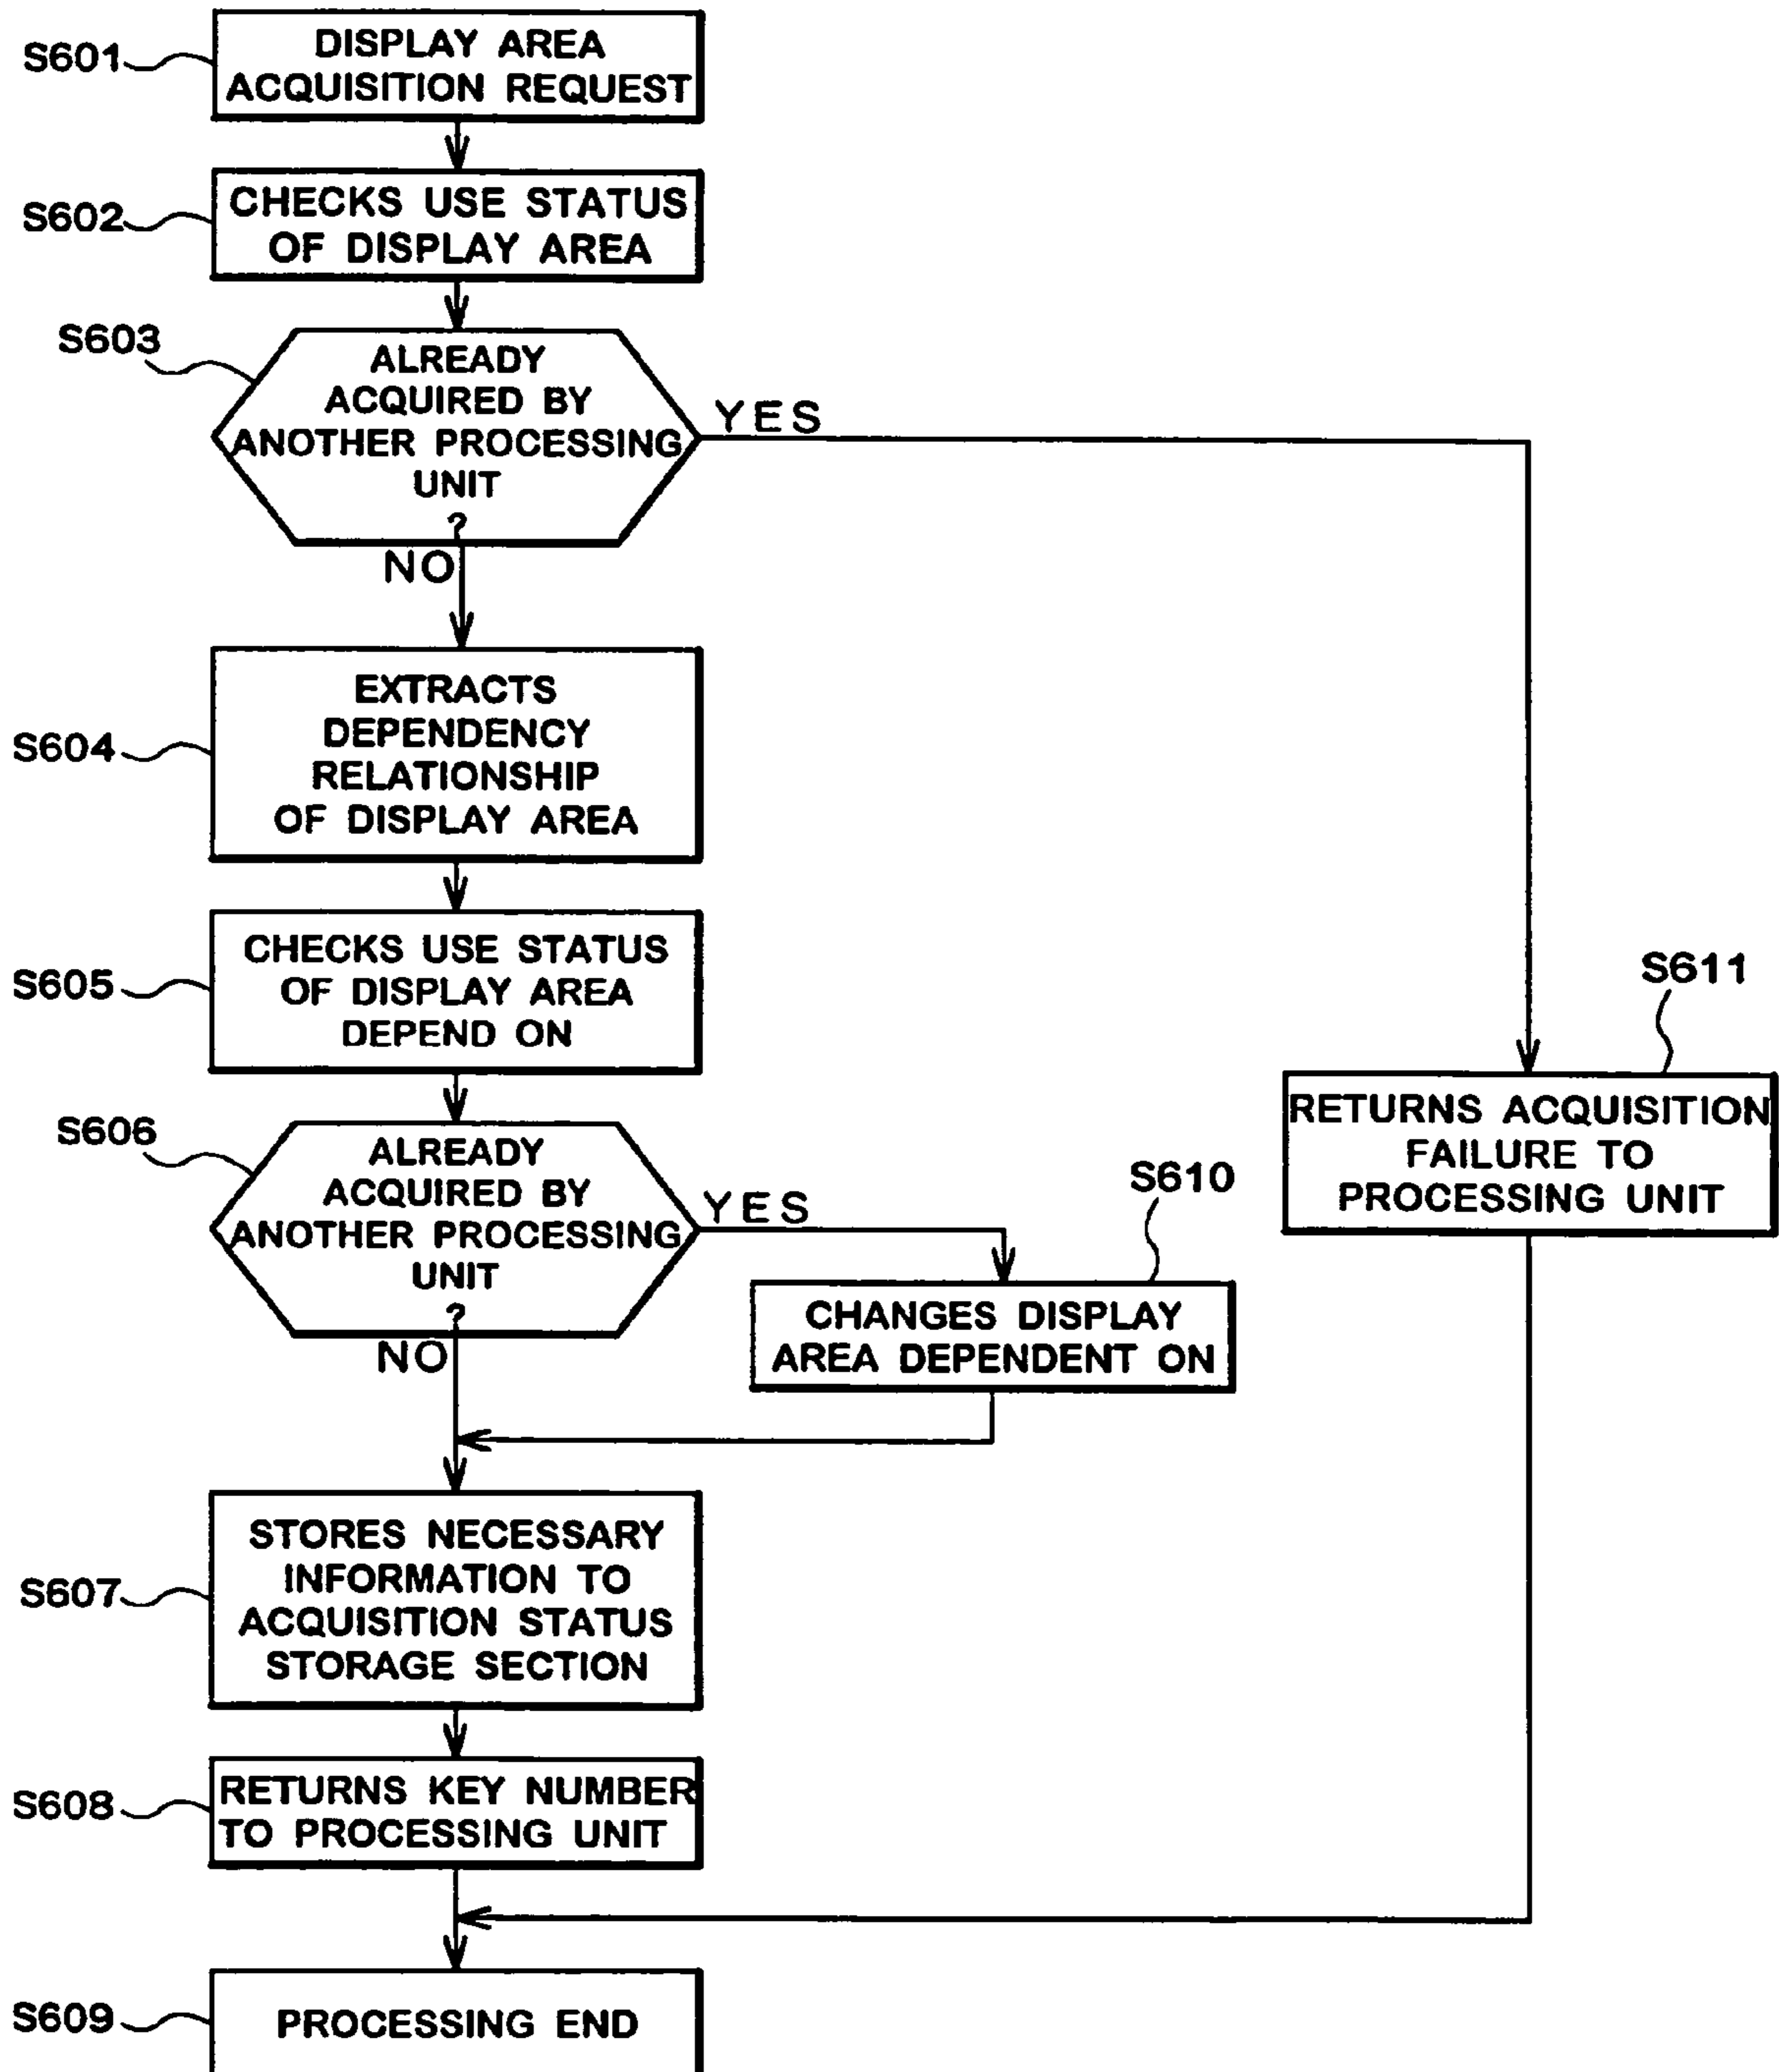 S601
DISPLAY AREA
ACQUISITION REQUEST
S602
CHECKS USE STATUS
OF DISPLAY AREA
S603
ALREADY
ACQUIRED BY
ANOTHER PROCESSING
UNIT
?
YES
NO
S604
EXTRACTS
DEPENDENCY
RELATIONSHIP
OF DISPLAY AREA
S605
CHECKS USE STATUS
OF DISPLAY AREA
DEPEND ON
S611
RETURNS ACQUISITION
FAILURE TO
PROCESSING UNIT
S606
ALREADY
ACQUIRED BY
ANOTHER PROCESSING
UNIT
?
YES
NO
S610
CHANGES DISPLAY
AREA DEPENDENT ON
S607
STORES NECESSARY
INFORMATION TO
ACQUISITION STATUS
STORAGE SECTION
S608
RETURNS KEY NUMBER
TO PROCESSING UNIT
S609
PROCESSING END